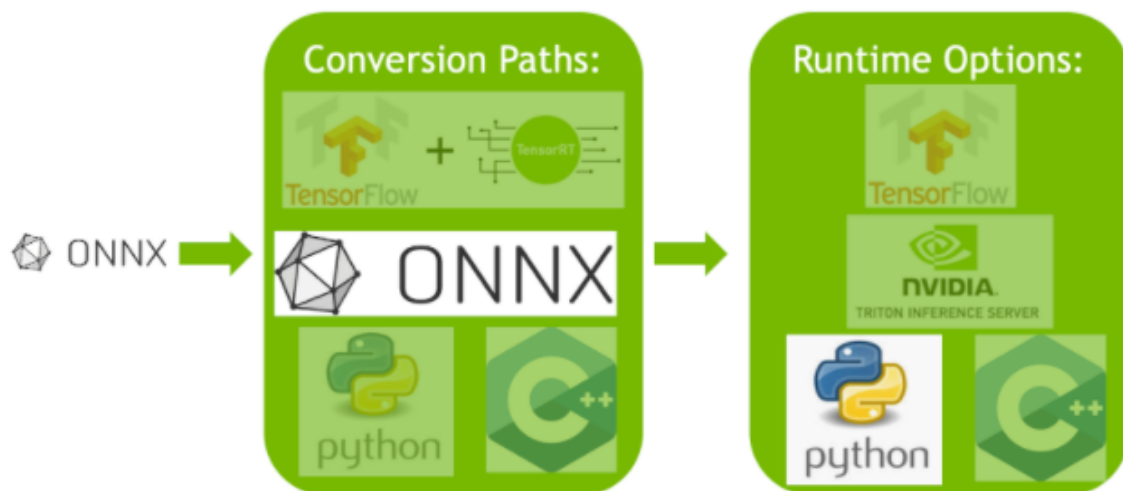 ONNX
Conversion Paths:
TensorFlow
+
TensorRT
ONNX
python
C++
Runtime Options:
TensorFlow
NVIDIA.
TRITON INFERENCE SERVER
python
C++